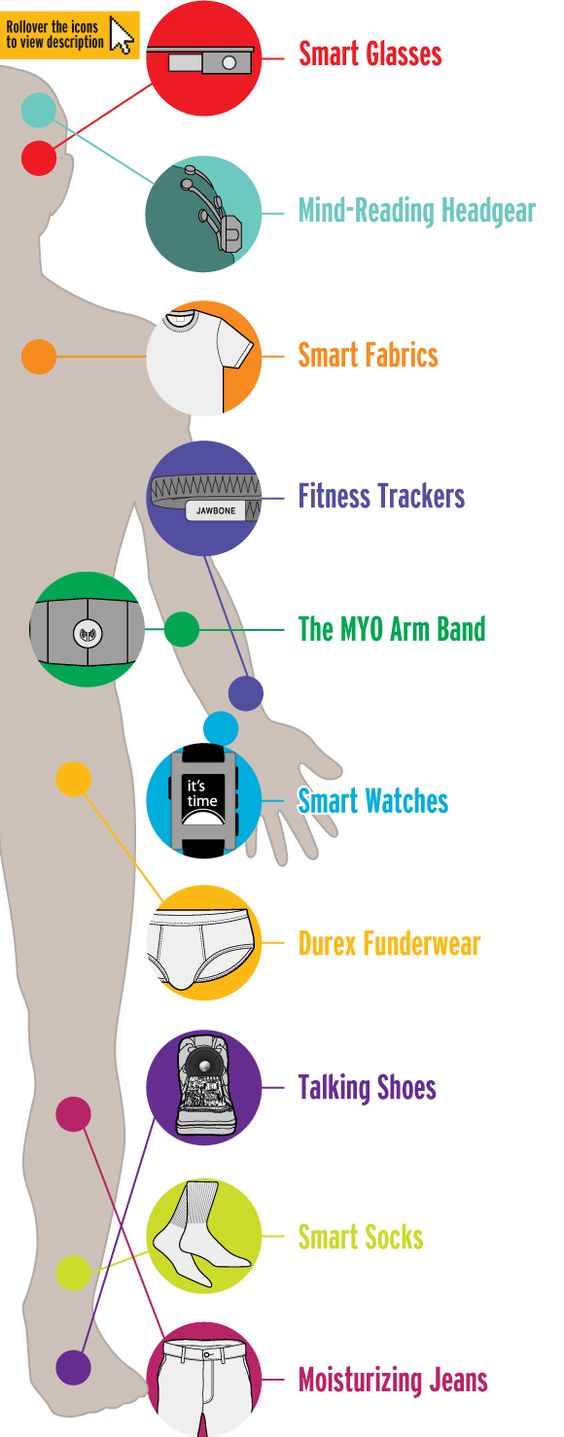 Rollover the icons
to view description
Smart Glasses
Mind-Reading Headgear
Smart Fabrics
Fitness Trackers
JAWBONE
The MYO Arm Band
it's
time
Smart Watches
Durex Funderwear
Talking Shoes
Smart Socks
Moisturizing Jeans